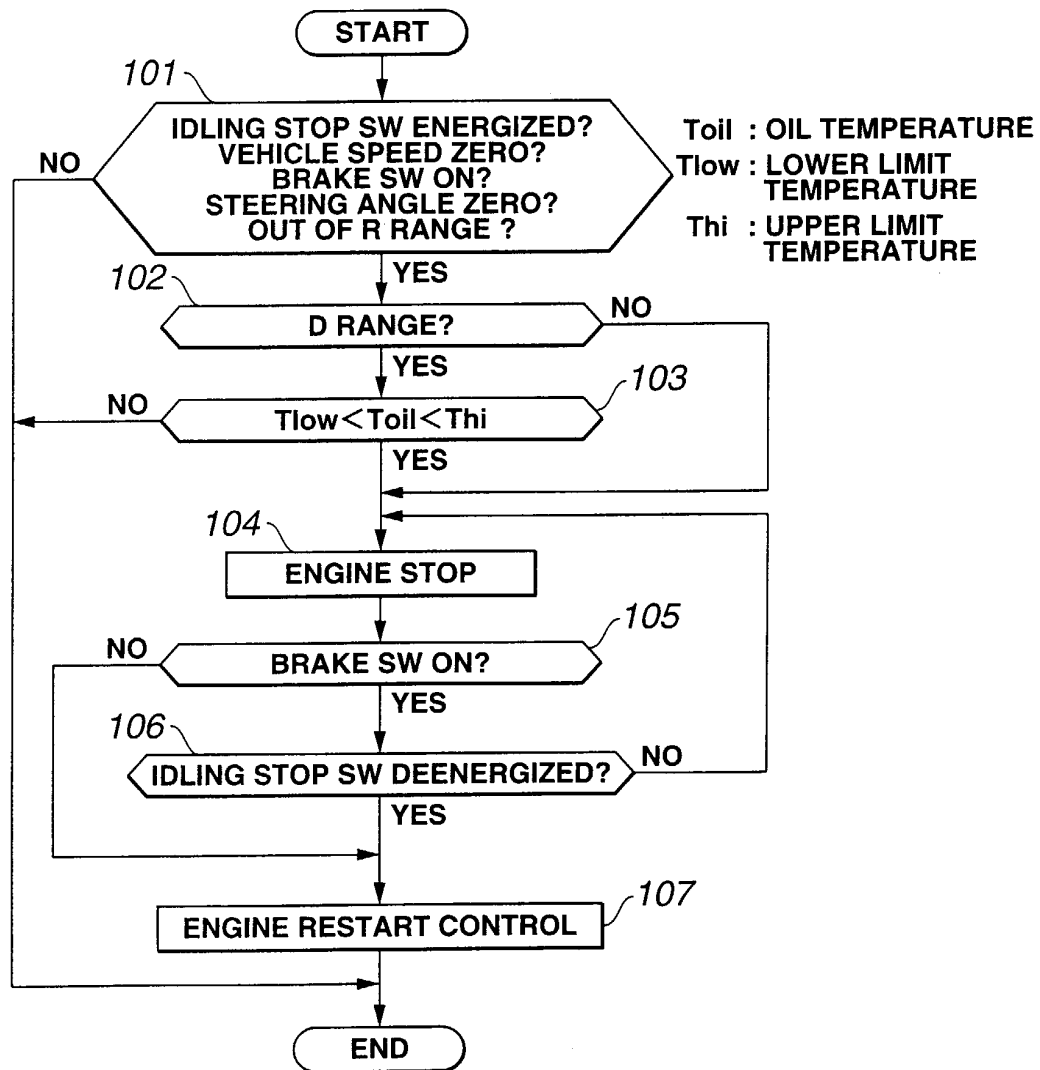 START
101
IDLING STOP SW ENERGIZED?
VEHICLE SPEED ZERO?
BRAKE SW ON?
STEERING ANGLE ZERO?
OUT OF R RANGE ?
NO
YES
Toil : OIL TEMPERATURE
Tlow : LOWER LIMIT
TEMPERATURE
Thi : UPPER LIMIT
TEMPERATURE
102
D RANGE?
NO
YES
103
Tlow<Toil<Thi
NO
YES
104
ENGINE STOP
105
BRAKE SW ON?
NO
YES
106
IDLING STOP SW DEENERGIZED?
NO
YES
107
ENGINE RESTART CONTROL
END